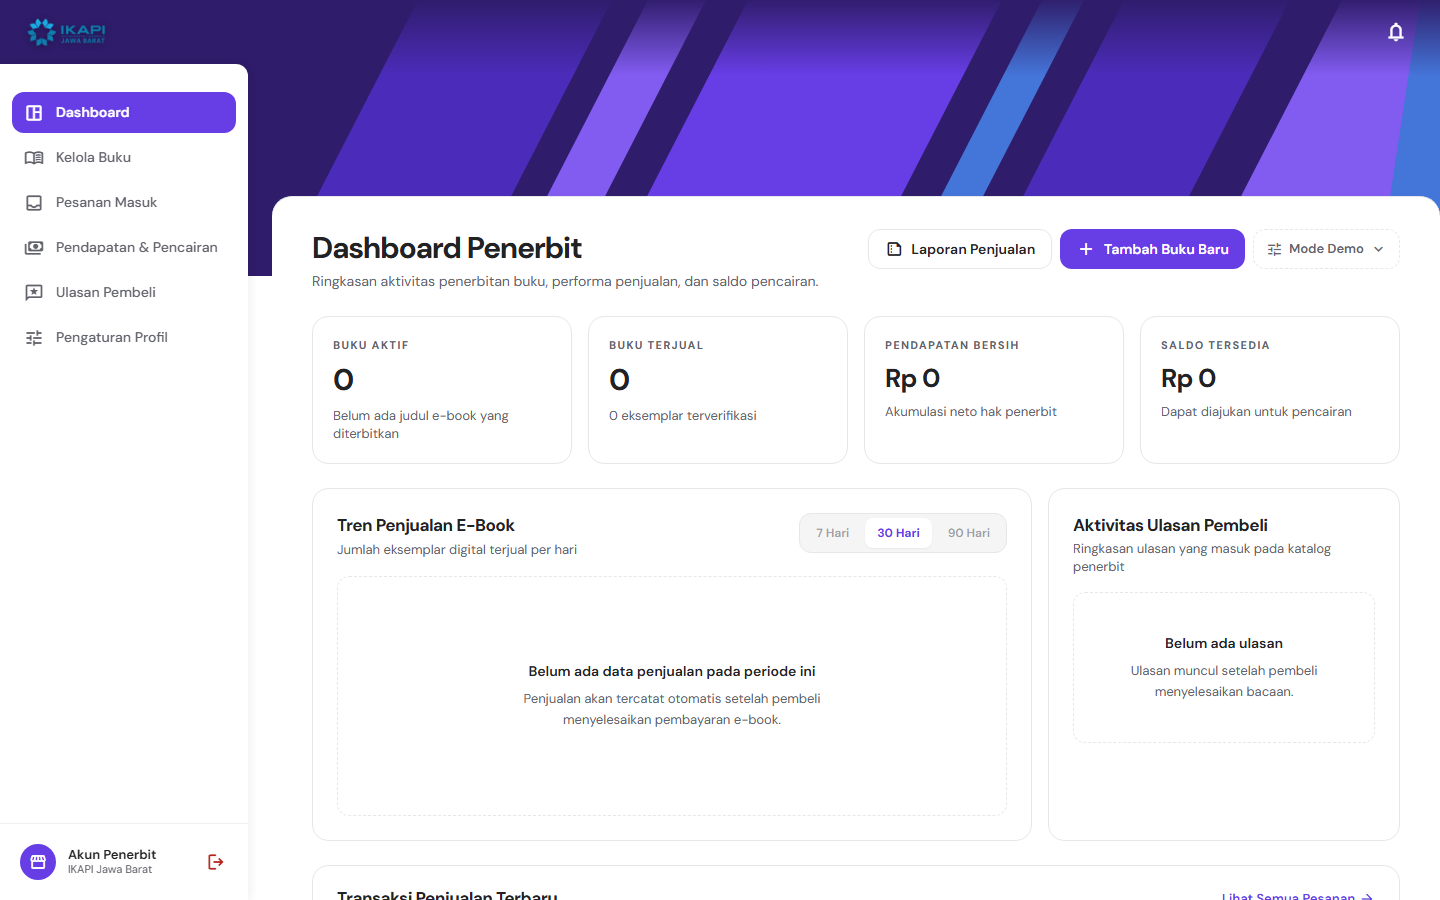 IKAPI
JAWA BARAT
Dashboard
Kelola Buku
Pesanan Masuk
Pendapatan & Pencairan
Ulasan Pembeli
Pengaturan Profil
Akun Penerbit
IKAPI Jawa Barat
Dashboard Penerbit
Ringkasan aktivitas penerbitan buku, performa penjualan, dan saldo pencairan.
Laporan Penjualan
Tambah Buku Baru
Mode Demo
BUKU AKTIF
0
Belum ada judul e-book yang
diterbitkan
BUKU TERJUAL
0
0 eksemplar terverifikasi
PENDAPATAN BERSIH
Rp 0
Akumulasi neto hak penerbit
SALDO TERSEDIA
Rp 0
Dapat diajukan untuk pencairan
Tren Penjualan E-Book
Jumlah eksemplar digital terjual per hari
7 Hari
30 Hari
90 Hari
Belum ada data penjualan pada periode ini
Penjualan akan tercatat otomatis setelah pembeli
menyelesaikan pembayaran e-book.
Aktivitas Ulasan Pembeli
Ringkasan ulasan yang masuk pada katalog
penerbit
Belum ada ulasan
Ulasan muncul setelah pembeli
menyelesaikan bacaan.
Transaksi Penjualan Terbaru
Lihat Semua Pesanan →